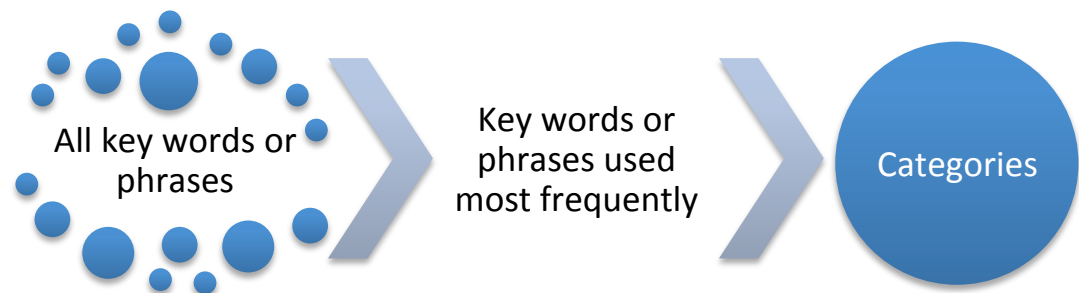 All key words or
phrases
Key words or
phrases used
most frequently
Categories